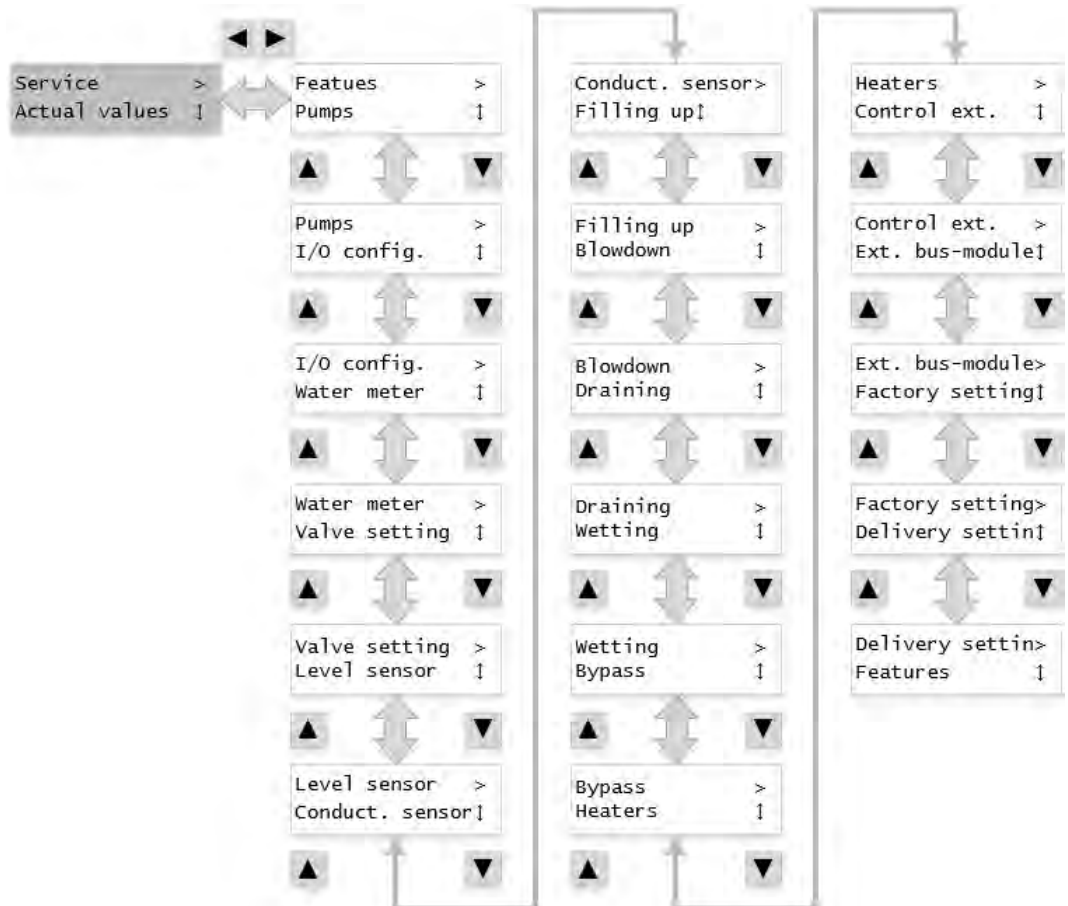 Service >
Actual values ↕
Featues >
Pumps ↕
Pumps >
I/O config. ↕
I/O config. >
Water meter ↕
Water meter >
Valve setting ↕
Valve setting >
Level sensor ↕
Level sensor >
Conduct. sensor↕
Conduct. sensor>
Filling up↕
Filling up >
Blowdown ↕
Blowdown >
Draining ↕
Draining >
Wetting ↕
Wetting >
Bypass ↕
Bypass >
Heaters ↕
Heaters >
Control ext. ↕
Control ext. >
Ext. bus-module↕
Ext. bus-module>
Factory setting↕
Factory setting>
Delivery settin↕
Delivery settin>
Features ↕